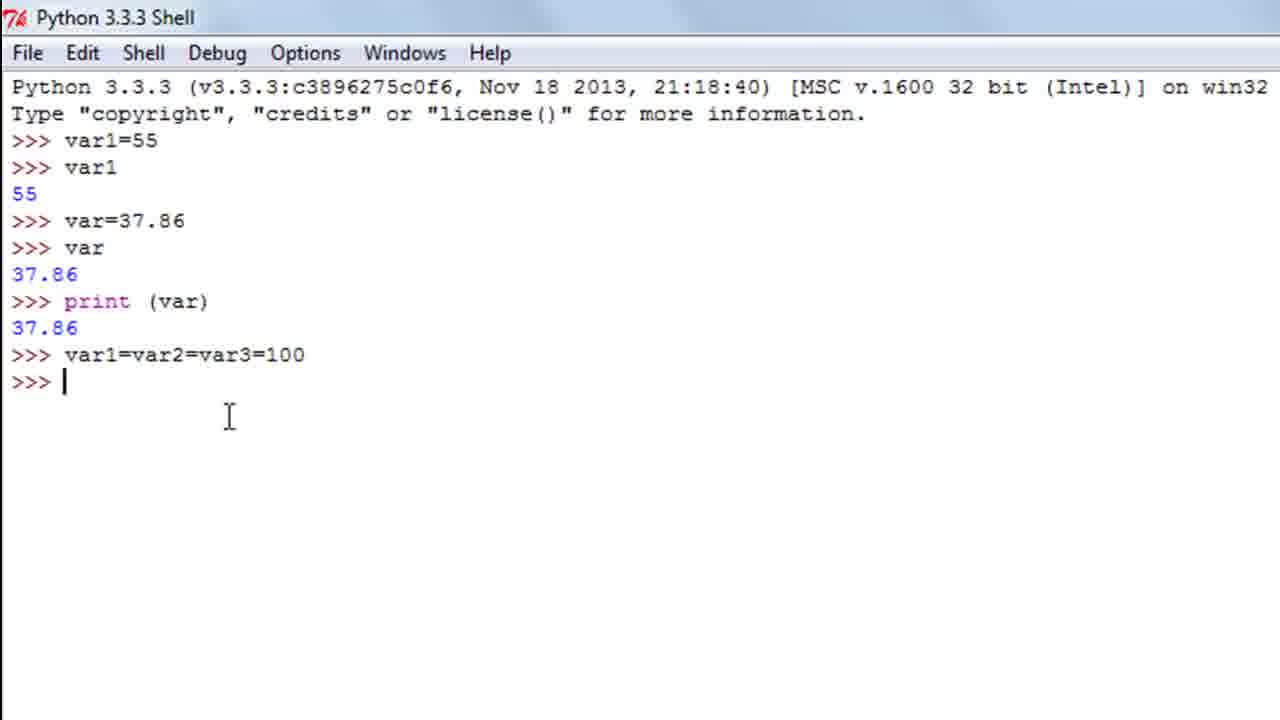 Python 3.3.3 Shell
File Edit Shell Debug Options Windows Help
Python 3.3.3 (v3.3.3:c3896275c0f6, Nov 18 2013, 21:18:40) [MSC v.1600 32 bit (Intel)] on win32
Type "copyright", "credits" or "license()" for more information.
>>> var1=55
>>> var1
55
>>> var=37.86
>>> var
37.86
>>> print (var)
37.86
>>> var1=var2=var3=100
>>>